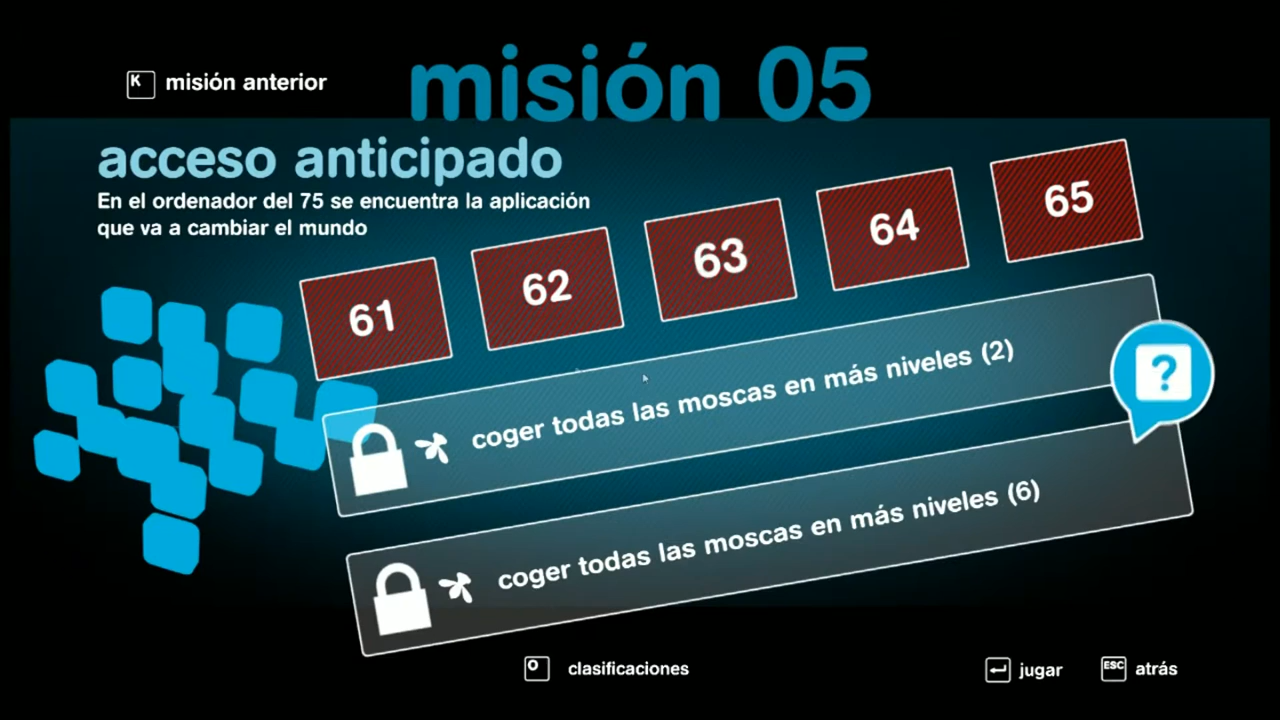 misión 05
K misión anterior
acceso anticipado
En el ordenador del 75 se encuentra la aplicación
que va a cambiar el mundo
61 62 63 64 65
coger todas las moscas en más niveles (2)
?
coger todas las moscas en más niveles (6)
O clasificaciones
jugar
ESC atrás